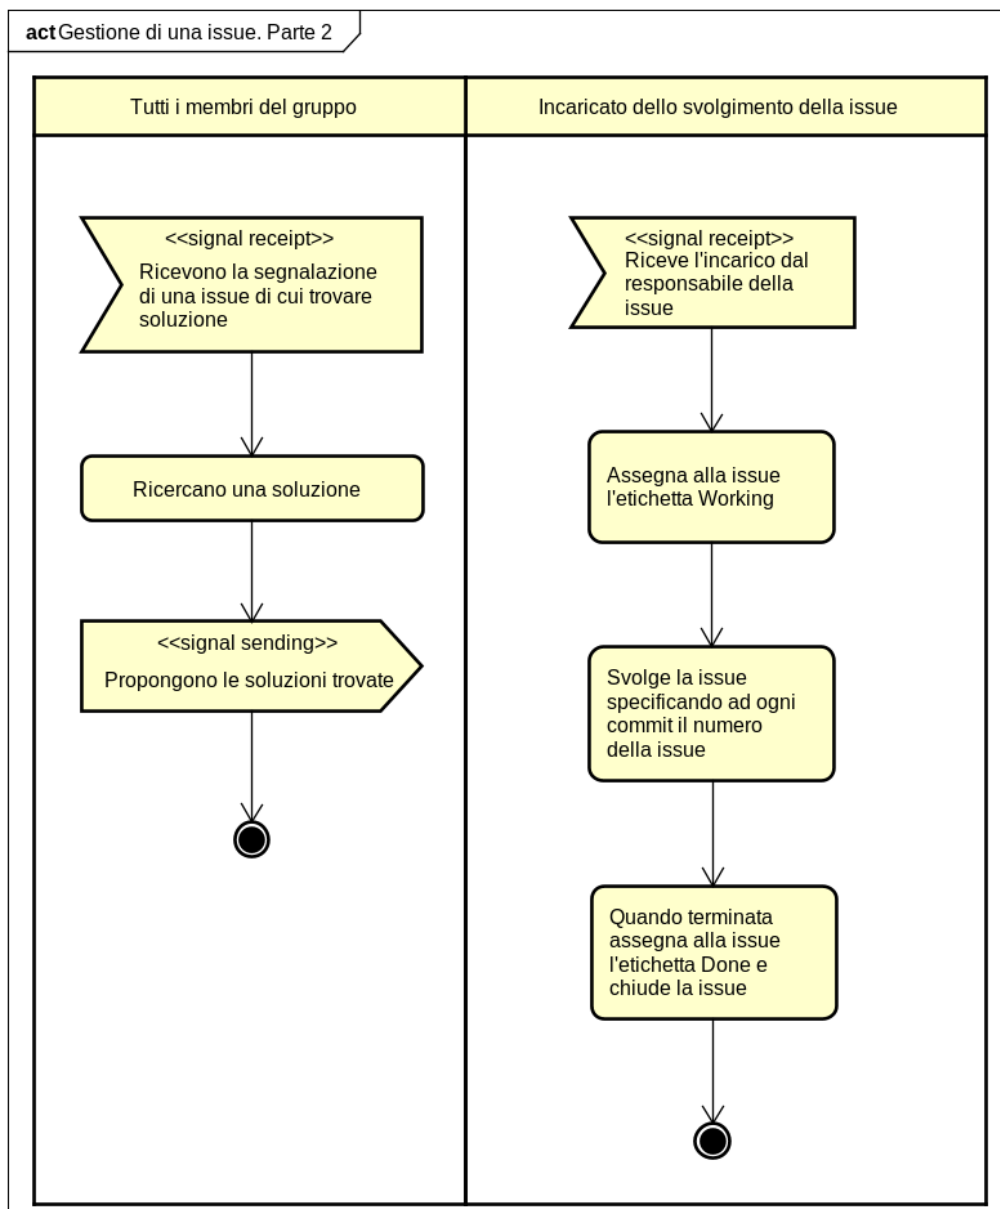 act Gestione di una issue. Parte 2
Tutti i membri del gruppo
Incaricato dello svolgimento della issue
<<signal receipt>>
Ricevono la segnalazione
di una issue di cui trovare
soluzione
Ricercano una soluzione
<<signal sending>>
Propongono le soluzioni trovate
<<signal receipt>>
Riceve l'incarico dal
responsabile della
issue
Assegna alla issue
l'etichetta Working
Svolge la issue
specificando ad ogni
commit il numero
della issue
Quando terminata
assegna alla issue
l'etichetta Done e
chiude la issue